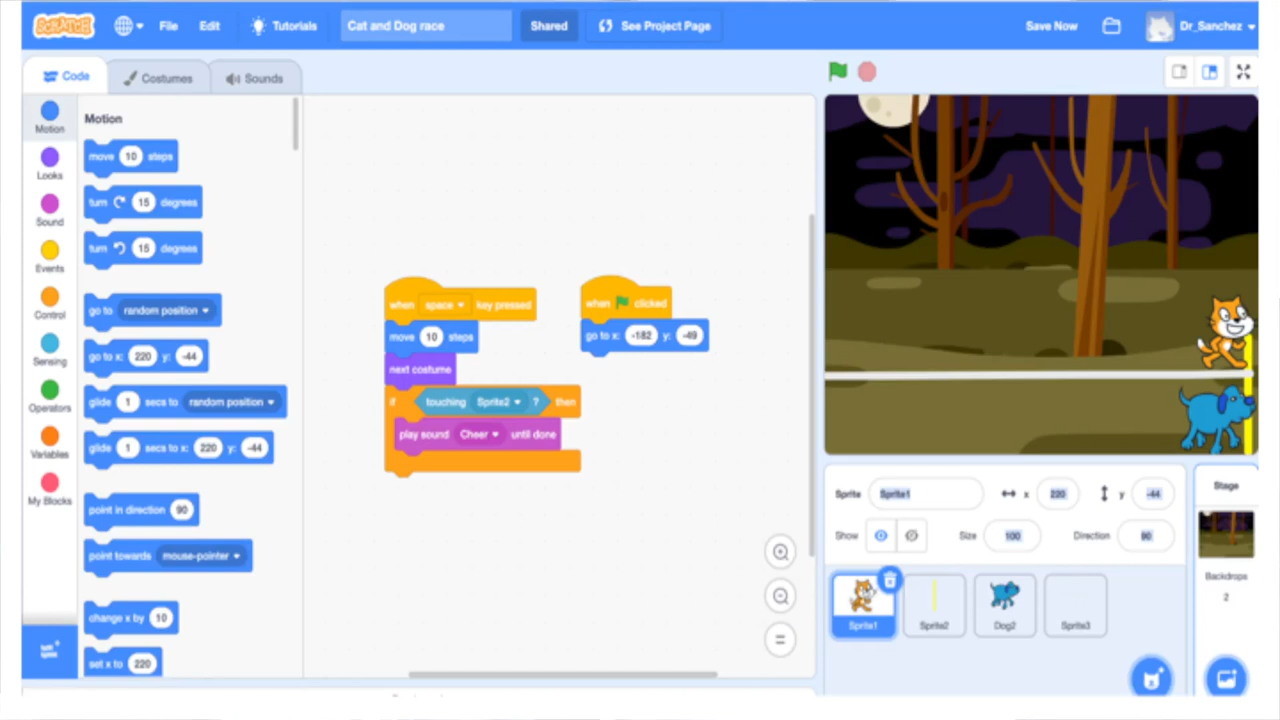 SCRATCH File Edit Tutorials Cat and Dog race Shared See Project Page Save Now Dr_Sanchez
Code Costumes Sounds
Motion
Looks
Sound
Events
Control
Sensing
Operators
Variables
My Blocks
Motion
move 10 steps
turn 15 degrees
turn 15 degrees
go to random position
go to x: 220 y: -44
glide 1 secs to random position
glide 1 secs to x: 220 y: -44
point in direction 90
point towards mouse-pointer
change x by 10
set x to 220
when space key pressed
move 10 steps
next costume
if touching Sprite2 ? then
play sound Cheer until done
when clicked
go to x: -182 y: -49
Sprite Sprite1 x 220 y -44
Show Size 100 Direction 90
Sprite1 Sprite2 Dog2 Sprite3
Stage
Backdrops
2